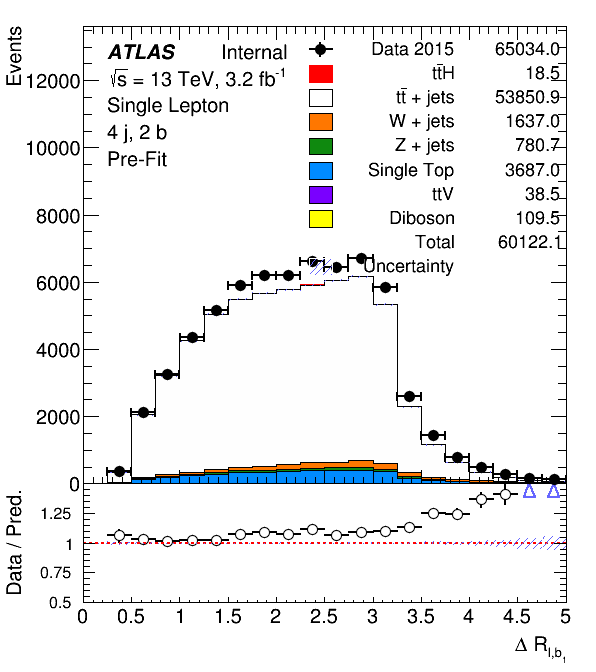 Events
ATLAS Internal
√s = 13 TeV, 3.2 fb⁻¹
Single Lepton
4 j, 2 b
Pre-Fit
Data 2015 65034.0
tt̄H 18.5
tt̄ + jets 53850.9
W + jets 1637.0
Z + jets 780.7
Single Top 3687.0
ttV 38.5
Diboson 109.5
Total 60122.1
Uncertainty
12000
10000
8000
6000
4000
2000
0
Data / Pred.
1.25
1
0.75
0.5
0 0.5 1 1.5 2 2.5 3 3.5 4 4.5 5
Δ R_{l,b₁}